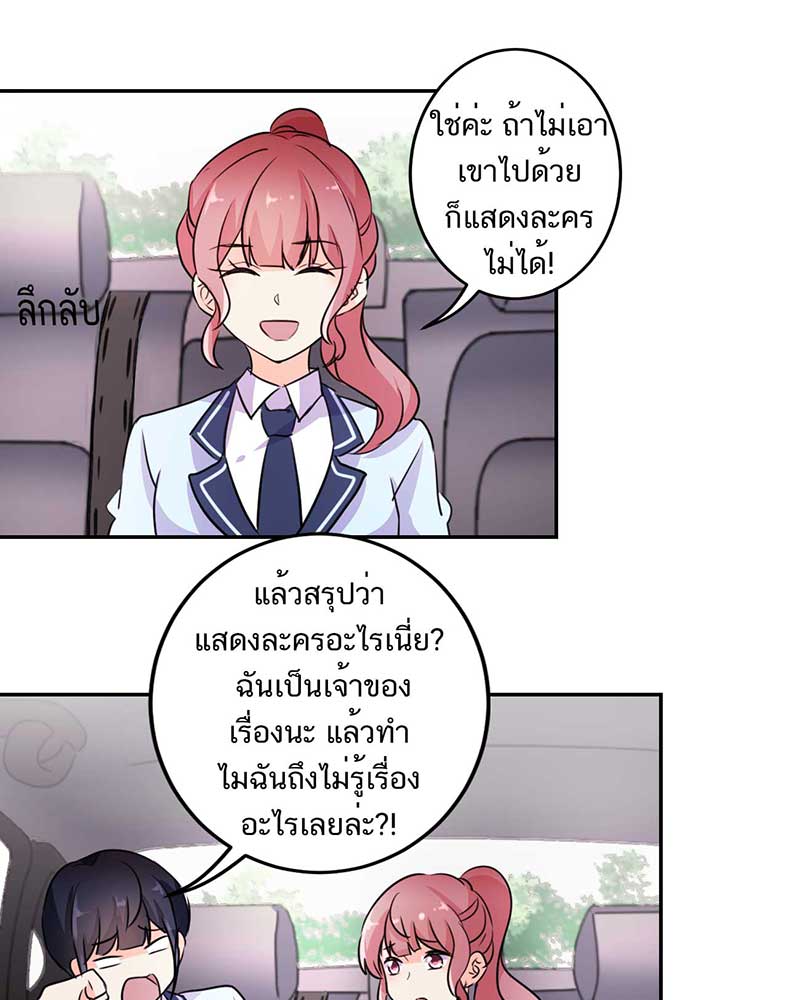 ใช่ค่ะ ถ้าไม่เอา
เขาไปด้วย
ก็แสดงละคร
ไม่ได้!
ลึกลับ
แล้วสรุปว่า
แสดงละครอะไรเนี่ย?
ฉันเป็นเจ้าของ
เรื่องนะ แล้วทำ
ไมฉันถึงไม่รู้เรื่อง
อะไรเลยล่ะ?!